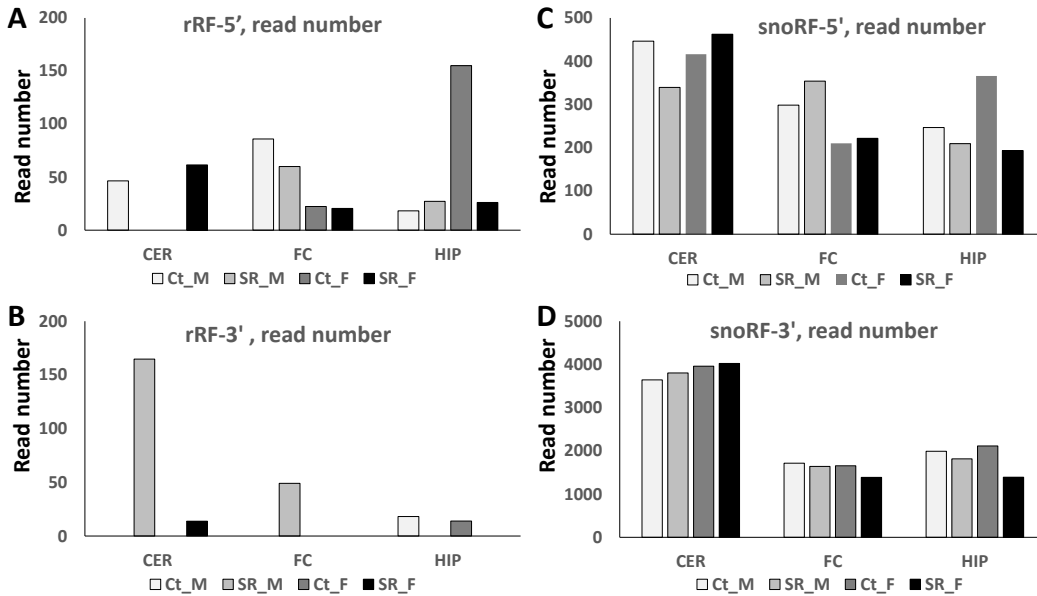 A
rRF-5’, read number
Read number
200
150
100
50
0
CER FC HIP
Ct_M SR_M Ct_F SR_F
B
rRF-3' , read number
Read number
200
150
100
50
0
CER FC HIP
Ct_M SR_M Ct_F SR_F
C
snoRF-5', read number
Read number
500
400
300
200
100
0
CER FC HIP
Ct_M SR_M Ct_F SR_F
D
snoRF-3', read number
Read number
5000
4000
3000
2000
1000
0
CER FC HIP
Ct_M SR_M Ct_F SR_F